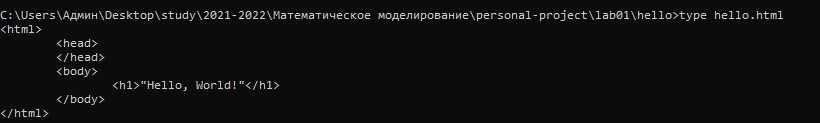 C:\Users\Админ\Desktop\study\2021-2022\Математическое моделирование\personal-project\lab01\hello>type hello.html
<html>
        <head>
        </head>
        <body>
                <h1>"Hello, World!"</h1>
        </body>
</html>